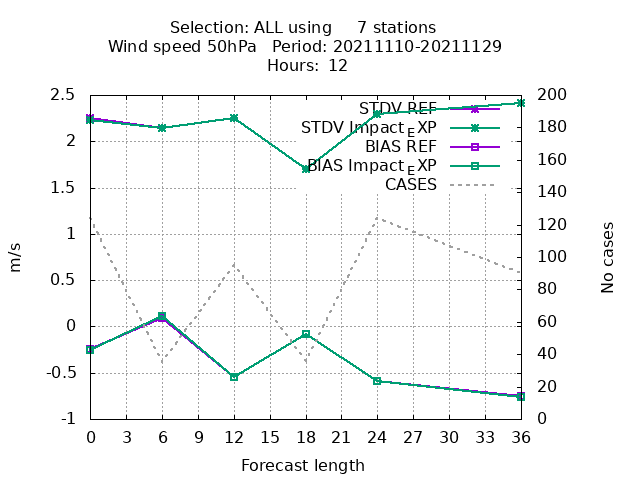 Selection: ALL using 7 stations
Wind speed 50hPa Period: 20211110-20211129
Hours: 12
2.5
2
1.5
1
0.5
0
-0.5
-1
m/s
STDV REF
STDV Impact_EXP
BIAS REF
BIAS Impact_EXP
CASES
200
180
160
140
120
100
80
60
40
20
0
No cases
0 3 6 9 12 15 18 21 24 27 30 33 36
Forecast length